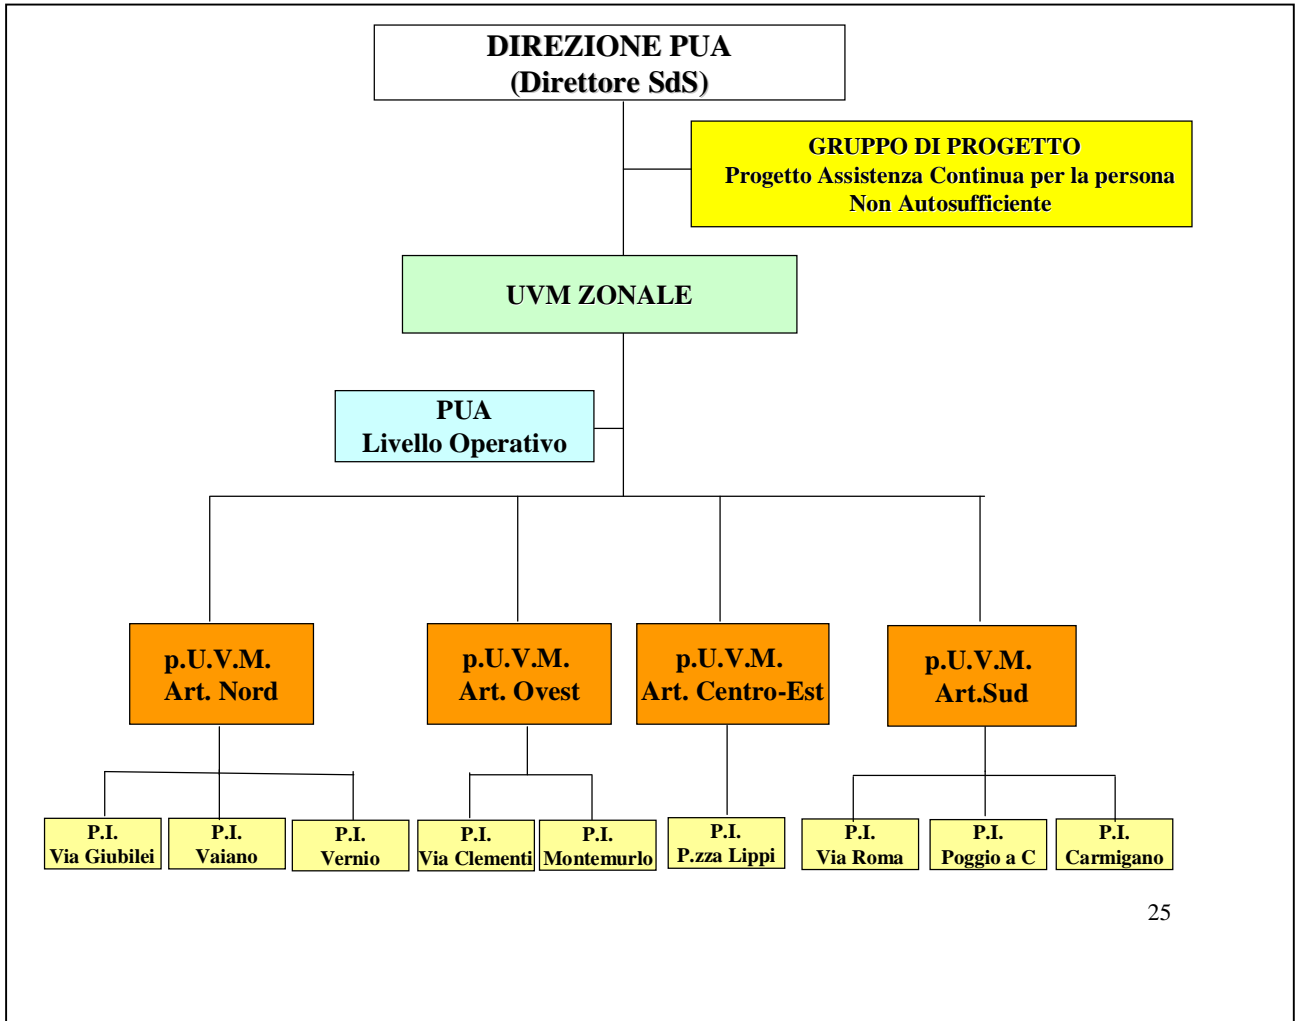 DIREZIONE PUA
(Direttore SdS)
GRUPPO DI PROGETTO
Progetto Assistenza Continua per la persona
Non Autosufficiente
UVM ZONALE
PUA
Livello Operativo
p.U.V.M.
Art. Nord
p.U.V.M.
Art. Ovest
p.U.V.M.
Art. Centro-Est
p.U.V.M.
Art.Sud
P.I.
Via Giubilei
P.I.
Vaiano
P.I.
Vernio
P.I.
Via Clementi
P.I.
Montemurlo
P.I.
P.zza Lippi
P.I.
Via Roma
P.I.
Poggio a C
P.I.
Carmigano
25